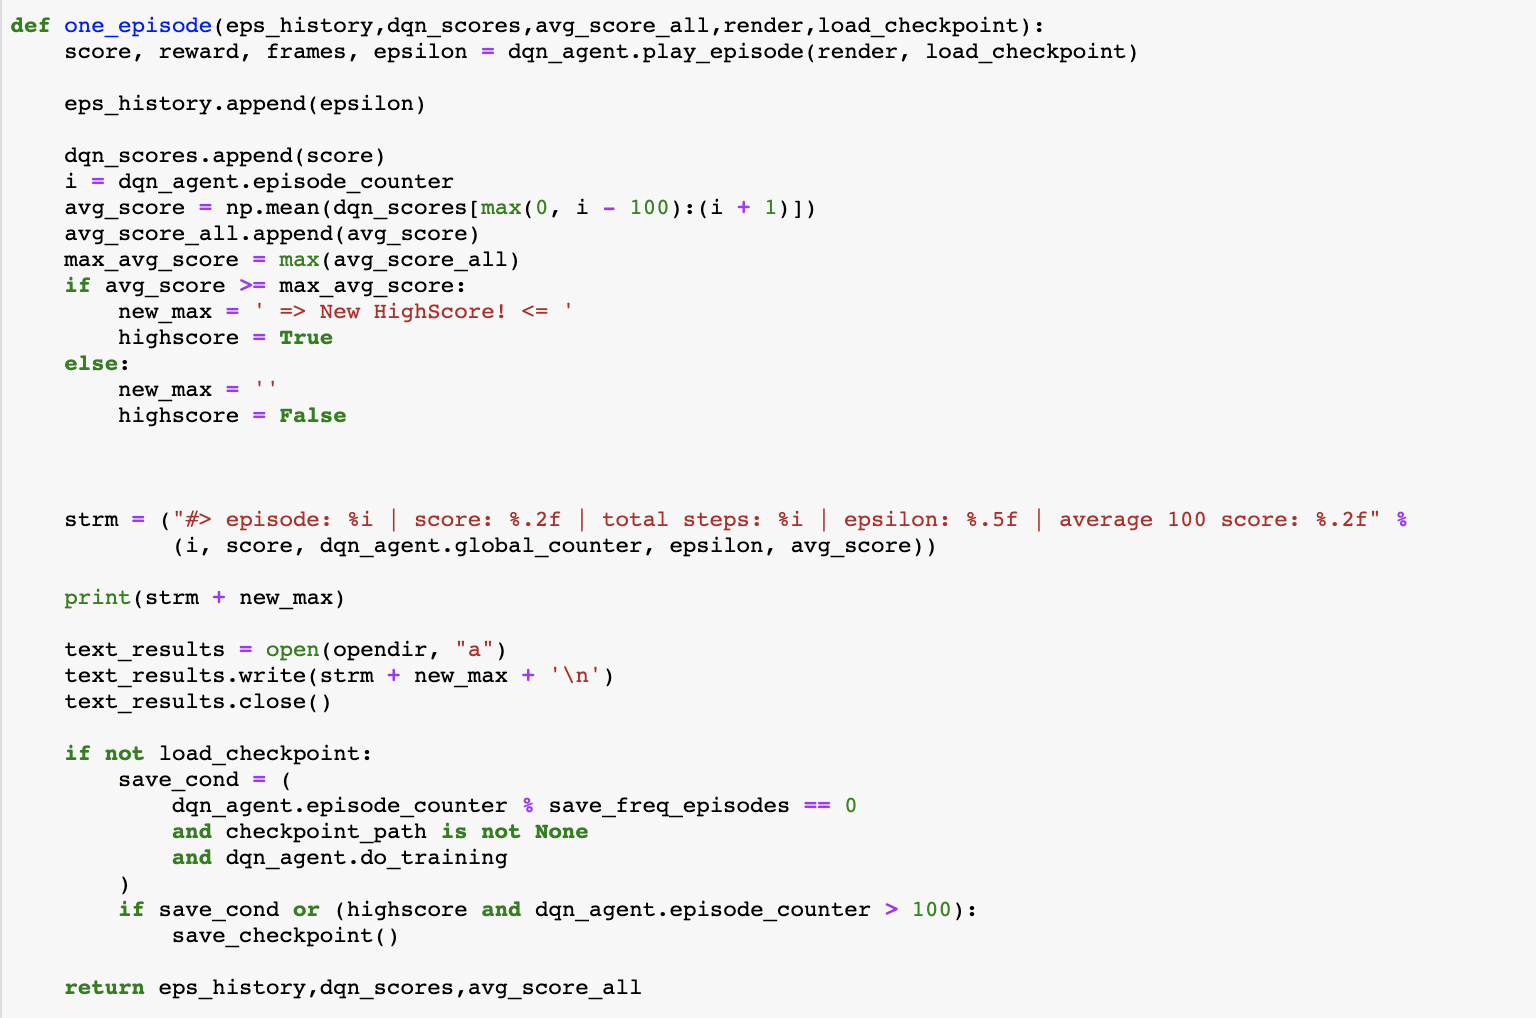 def one_episode(eps_history,dqn_scores,avg_score_all,render,load_checkpoint):
    score, reward, frames, epsilon = dqn_agent.play_episode(render, load_checkpoint)

    eps_history.append(epsilon)

    dqn_scores.append(score)
    i = dqn_agent.episode_counter
    avg_score = np.mean(dqn_scores[max(0, i - 100):(i + 1)])
    avg_score_all.append(avg_score)
    max_avg_score = max(avg_score_all)
    if avg_score >= max_avg_score:
        new_max = ' => New HighScore! <= '
        highscore = True
    else:
        new_max = ''
        highscore = False

    strm = ("#> episode: %i | score: %.2f | total steps: %i | epsilon: %.5f | average 100 score: %.2f" %
            (i, score, dqn_agent.global_counter, epsilon, avg_score))

    print(strm + new_max)

    text_results = open(opendir, "a")
    text_results.write(strm + new_max + '\n')
    text_results.close()

    if not load_checkpoint:
        save_cond = (
            dqn_agent.episode_counter % save_freq_episodes == 0
            and checkpoint_path is not None
            and dqn_agent.do_training
        )
        if save_cond or (highscore and dqn_agent.episode_counter > 100):
            save_checkpoint()

    return eps_history,dqn_scores,avg_score_all